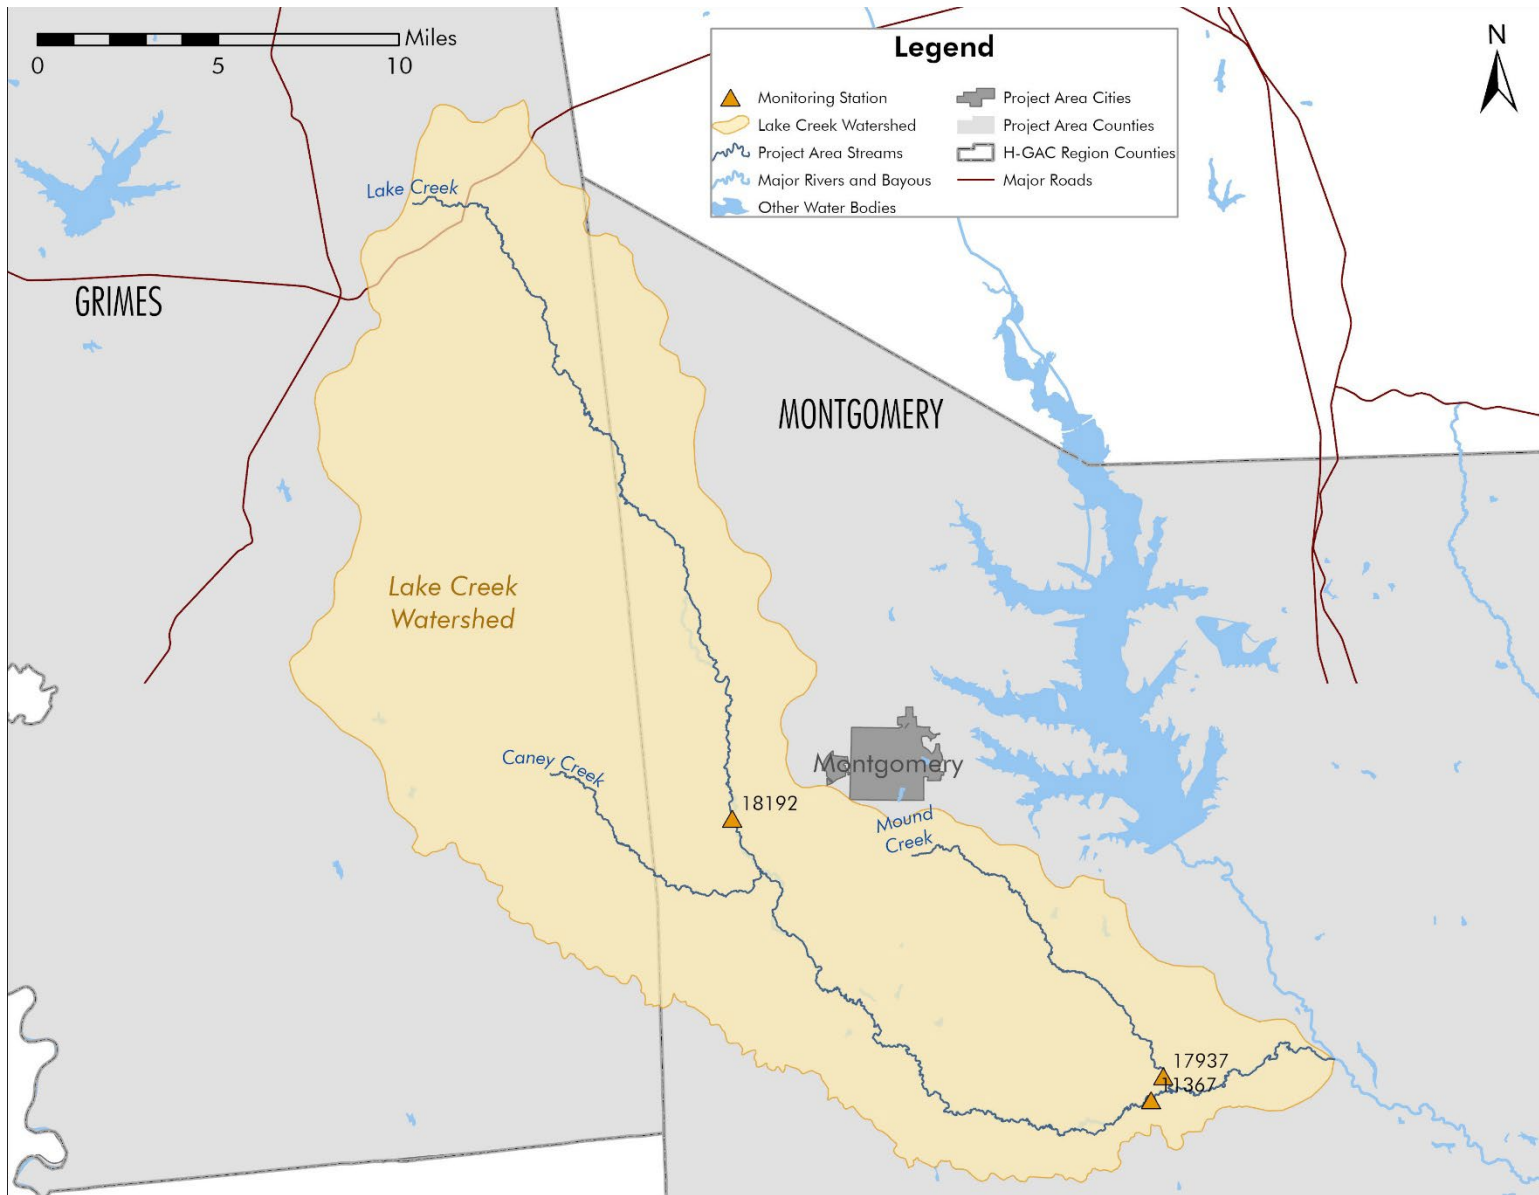 Miles
0 5 10
Legend
Monitoring Station
Lake Creek Watershed
Project Area Streams
Major Rivers and Bayous
Other Water Bodies
Project Area Cities
Project Area Counties
H-GAC Region Counties
Major Roads
N
Lake Creek
GRIMES
MONTGOMERY
Lake Creek
Watershed
Caney Creek
18192
Montgomery
Mound
Creek
17937
11367